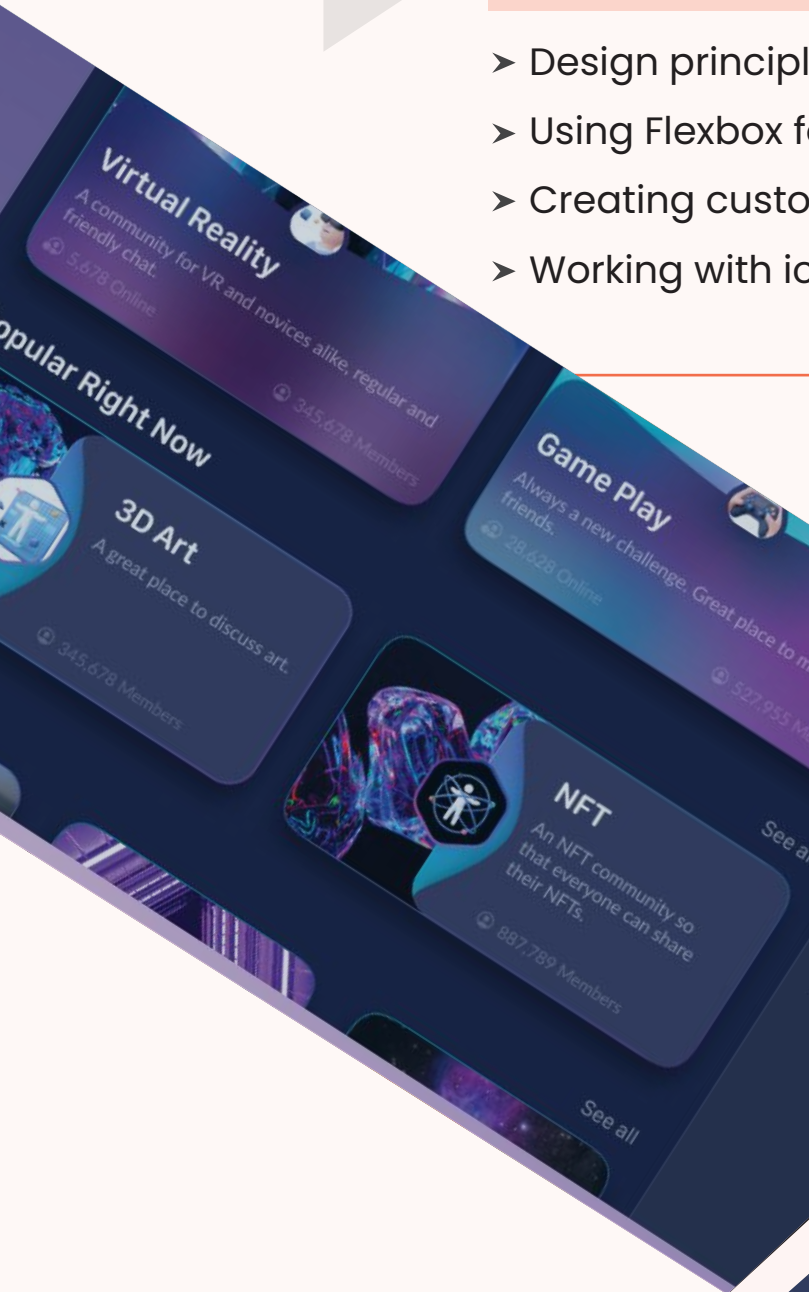 ➤ Design principl
➤ Using Flexbox f
➤ Creating custo
➤ Working with ic
Virtual Reality
A community for VR and novices alike, regular and
friendly chat.
5,678 Online
345,678 Members
opular Right Now
Game Play
Always a new challenge. Great place to m
friends.
28,628 Online
527,955 M
3D Art
A great place to discuss art.
345,678 Members
NFT
An NFT community so
that everyone can share
their NFTs.
887,789 Members
See al
See all